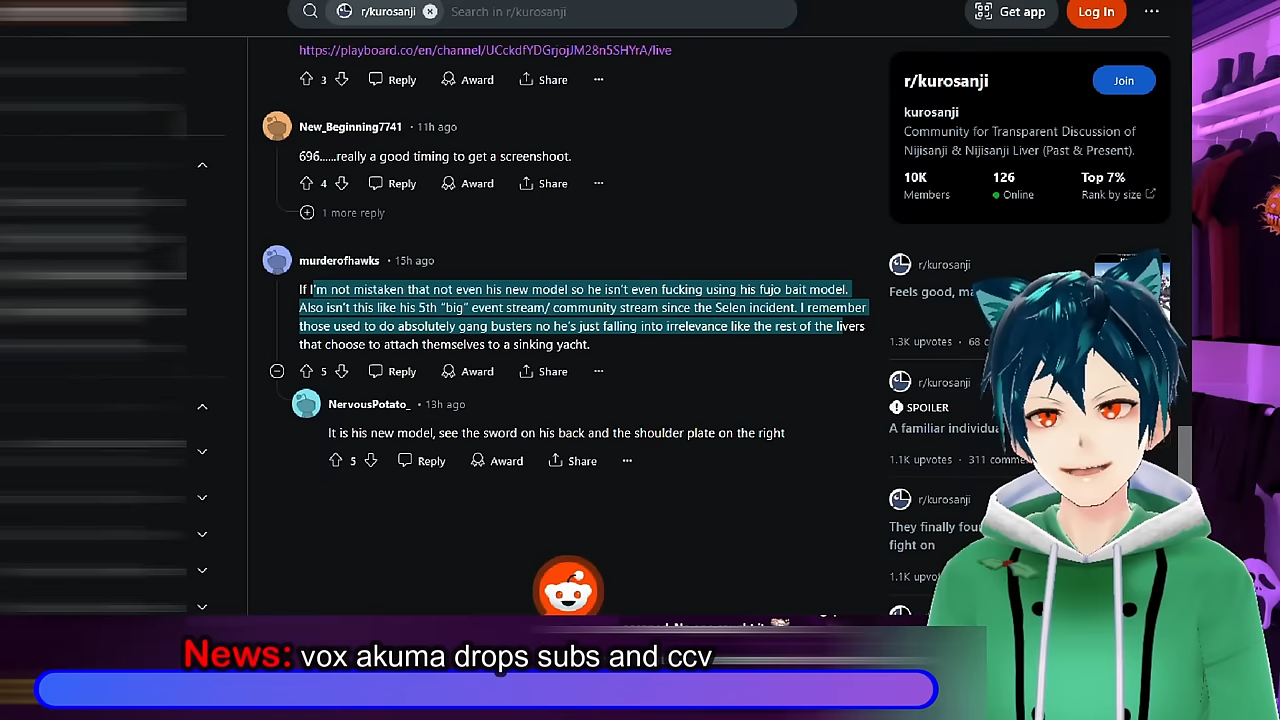 r/kurosanji
Search in r/kurosanji
Get app
Log In
https://playboard.co/en/channel/UCckdfYDGrjojJM28n5SHYrA/live
3
Reply
Award
Share
New_Beginning7741 · 11h ago
696......really a good timing to get a screenshoot.
4
Reply
Award
Share
1 more reply
murderofhawks · 15h ago
If I'm not mistaken that not even his new model so he isn't even fucking using his fujo bait model.
Also isn't this like his 5th "big" event stream/ community stream since the Selen incident. I remember
those used to do absolutely gang busters no he's just falling into irrelevance like the rest of the livers
that choose to attach themselves to a sinking yacht.
5
Reply
Award
Share
NervousPotato_ · 13h ago
It is his new model, see the sword on his back and the shoulder plate on the right
5
Reply
Award
Share
r/kurosanji
Join
kurosanji
Community for Transparent Discussion of
Nijisanji & Nijisanji Liver (Past & Present).
10K
126
Top 7%
Members
Online
Rank by size
r/kurosanji
Feels good,
1.3K upvotes · 68
r/kurosanji
SPOILER
A familiar
1.1K upvotes · 311
r/kurosanji
They finally
fight on
1.1K
News: vox akuma drops subs and ccv